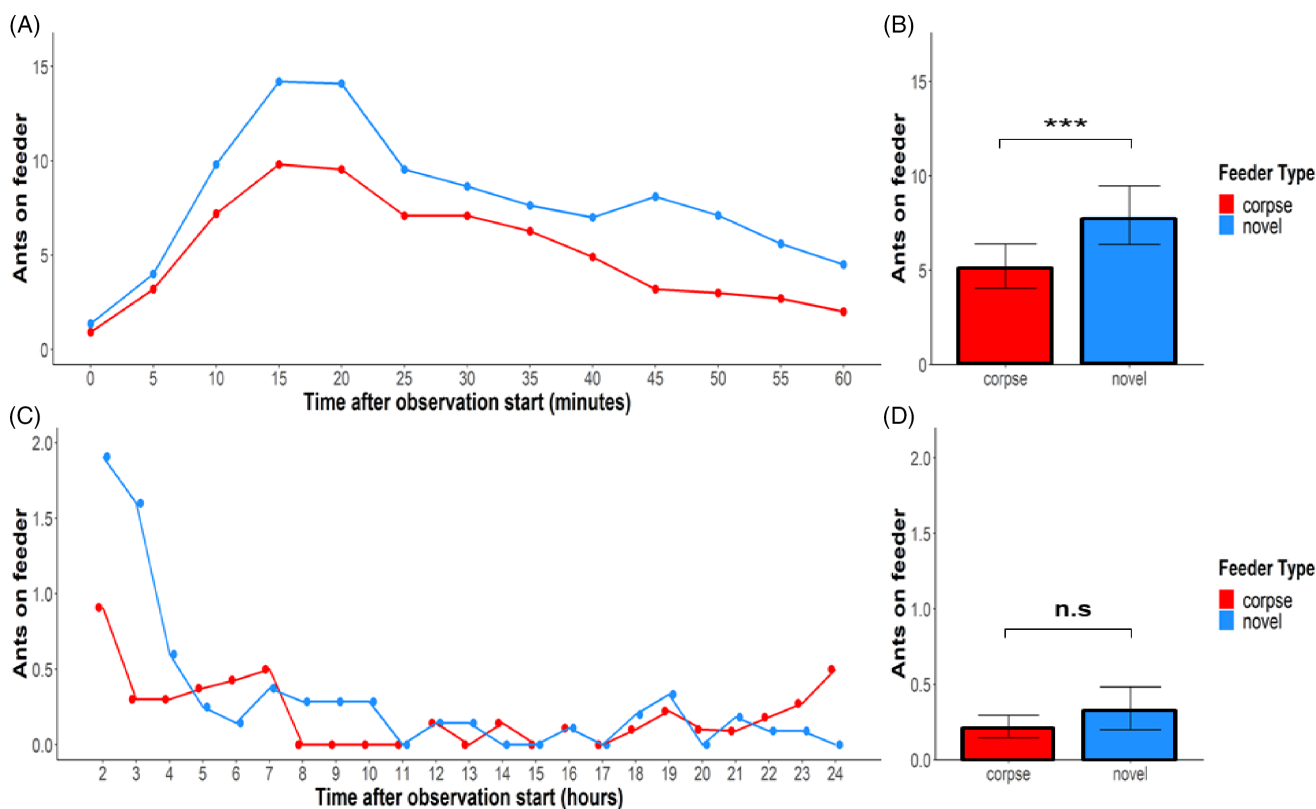 (A)
15
10
5
0
Ants on feeder
0 5 10 15 20 25 30 35 40 45 50 55 60
Time after observation start (minutes)
(B)
15
10
5
0
Ants on feeder
***
corpse novel
Feeder Type
corpse
novel
(C)
2.0
1.5
1.0
0.5
0.0
Ants on feeder
2 3 4 5 6 7 8 9 10 11 12 13 14 15 16 17 18 19 20 21 22 23 24
Time after observation start (hours)
(D)
2.0
1.5
1.0
0.5
0.0
Ants on feeder
n.s
corpse novel
Feeder Type
corpse
novel